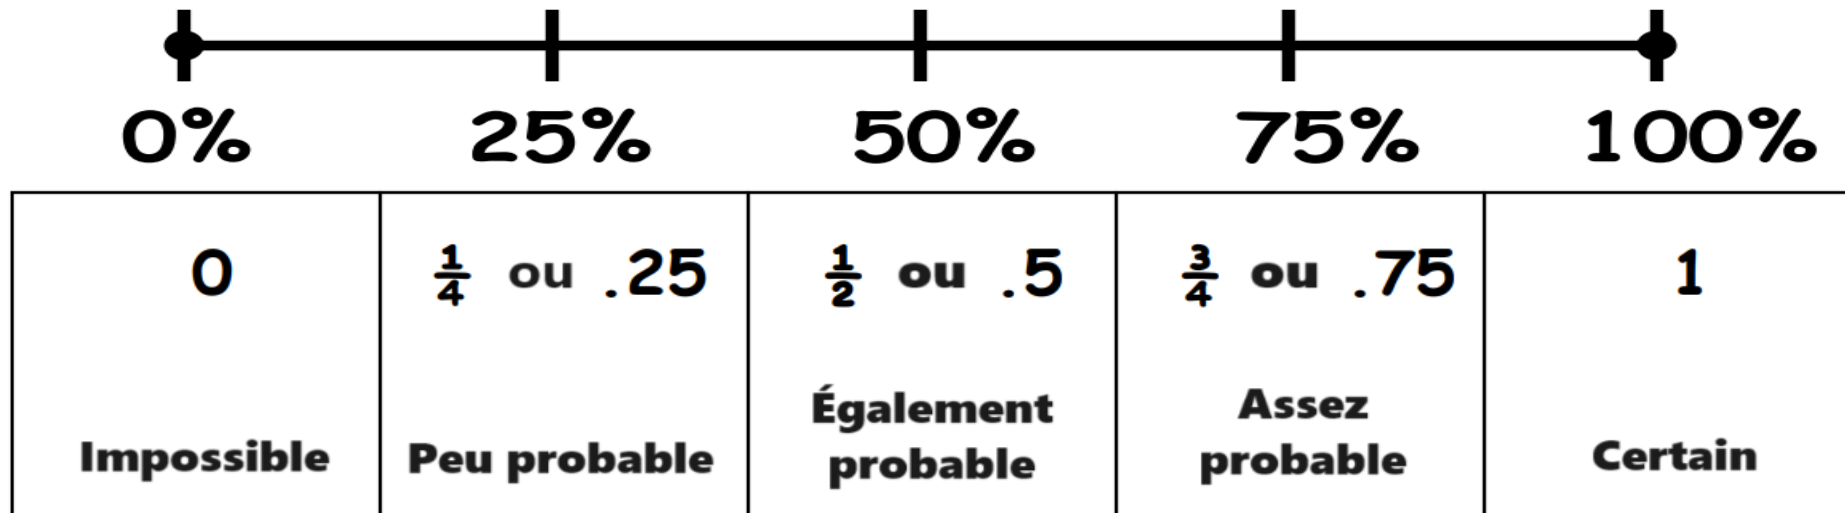 0% 25% 50% 75% 100%
0 1/4 ou .25 1/2 ou .5 3/4 ou .75 1
Impossible
Peu probable
Également
probable
Assez
probable
Certain